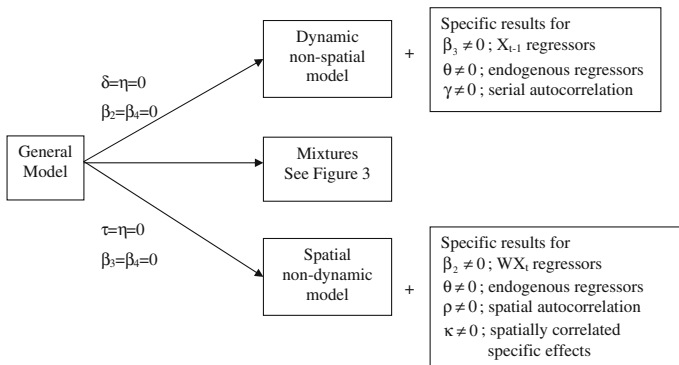 General
Model
δ=η=0
β₂=β₄=0
τ=η=0
β₃=β₄=0
Dynamic
non-spatial
model
+
Specific results for
β₃ ≠ 0 ; Xₜ₋₁ regressors
θ ≠ 0 ; endogenous regressors
γ ≠ 0 ; serial autocorrelation
Mixtures
See Figure 3
Spatial
non-dynamic
model
+
Specific results for
β₂ ≠ 0 ; WXₜ regressors
θ ≠ 0 ; endogenous regressors
ρ ≠ 0 ; spatial autocorrelation
κ ≠ 0 ; spatially correlated
specific effects